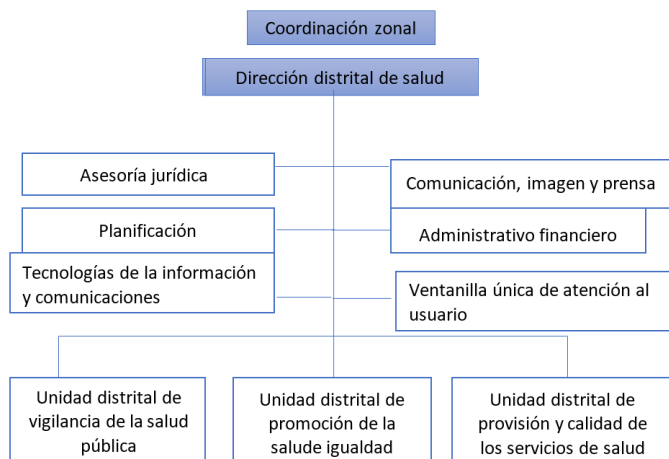 Coordinación zonal
Dirección distrital de salud
Asesoría jurídica
Comunicación, imagen y prensa
Planificación
Administrativo financiero
Tecnologías de la información
y comunicaciones
Ventanilla única de atención al
usuario
Unidad distrital de
vigilancia de la salud
pública
Unidad distrital de
promoción de la
salude igualdad
Unidad distrital de
provisión y calidad de
los servicios de salud